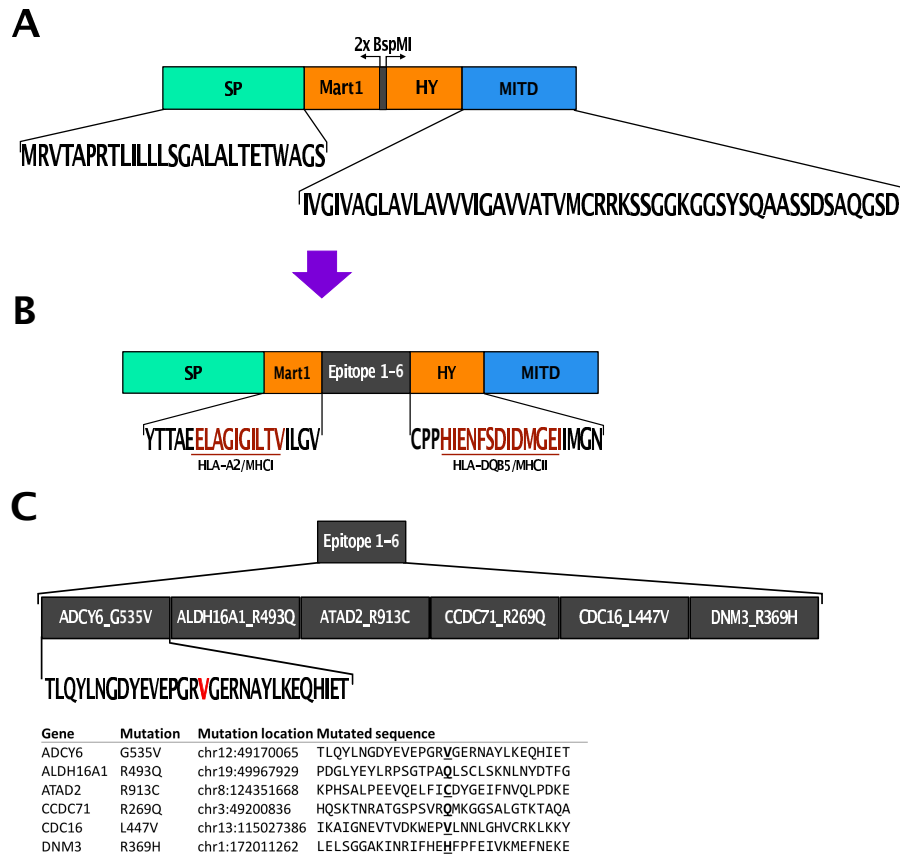 A
2x BspMI
SP Mart1 HY MITD
MRVTAPRTLILLLSGALALTETWAGS
IVGIVAGLAVLAVVVIGAVVATVMCRRKSSGGKGGSYSQAASSDSAQGSD
B
SP Mart1 Epitope 1-6 HY MITD
YTTAEELAGIGILTVILGV CPPHIENFSDIDMGEIIMGN
HLA-A2/MHCI HLA-DQB5/MHCII
C
Epitope 1-6
ADCY6_G535V ALDH16A1_R493Q ATAD2_R913C CCDC71_R269Q CDC16_L447V DNM3_R369H
TLQYLNGDYEVEPGRVGERNAYLKEQHIET
Gene Mutation Mutation location Mutated sequence
ADCY6 G535V chr12:49170065 TLQYLNGDYEVEPGRVGERNAYLKEQHIET
ALDH16A1 R493Q chr19:49967929 PDGLYEYLRPSGTPAQLSCLSKNLNYDTFG
ATAD2 R913C chr8:124351668 KPHSALPEEVQELFICDYGEIFNVQLPDKE
CCDC71 R269Q chr3:49200836 HQSKTNRATGSPSVRQMKGGSALGTKTAQA
CDC16 L447V chr13:115027386 IKAIGNEVTVDKWEPVLNNLGHVCRKLKKY
DNM3 R369H chr1:172011262 LELSGGAKINRIFHEHFPFEIVKMEFNEKE